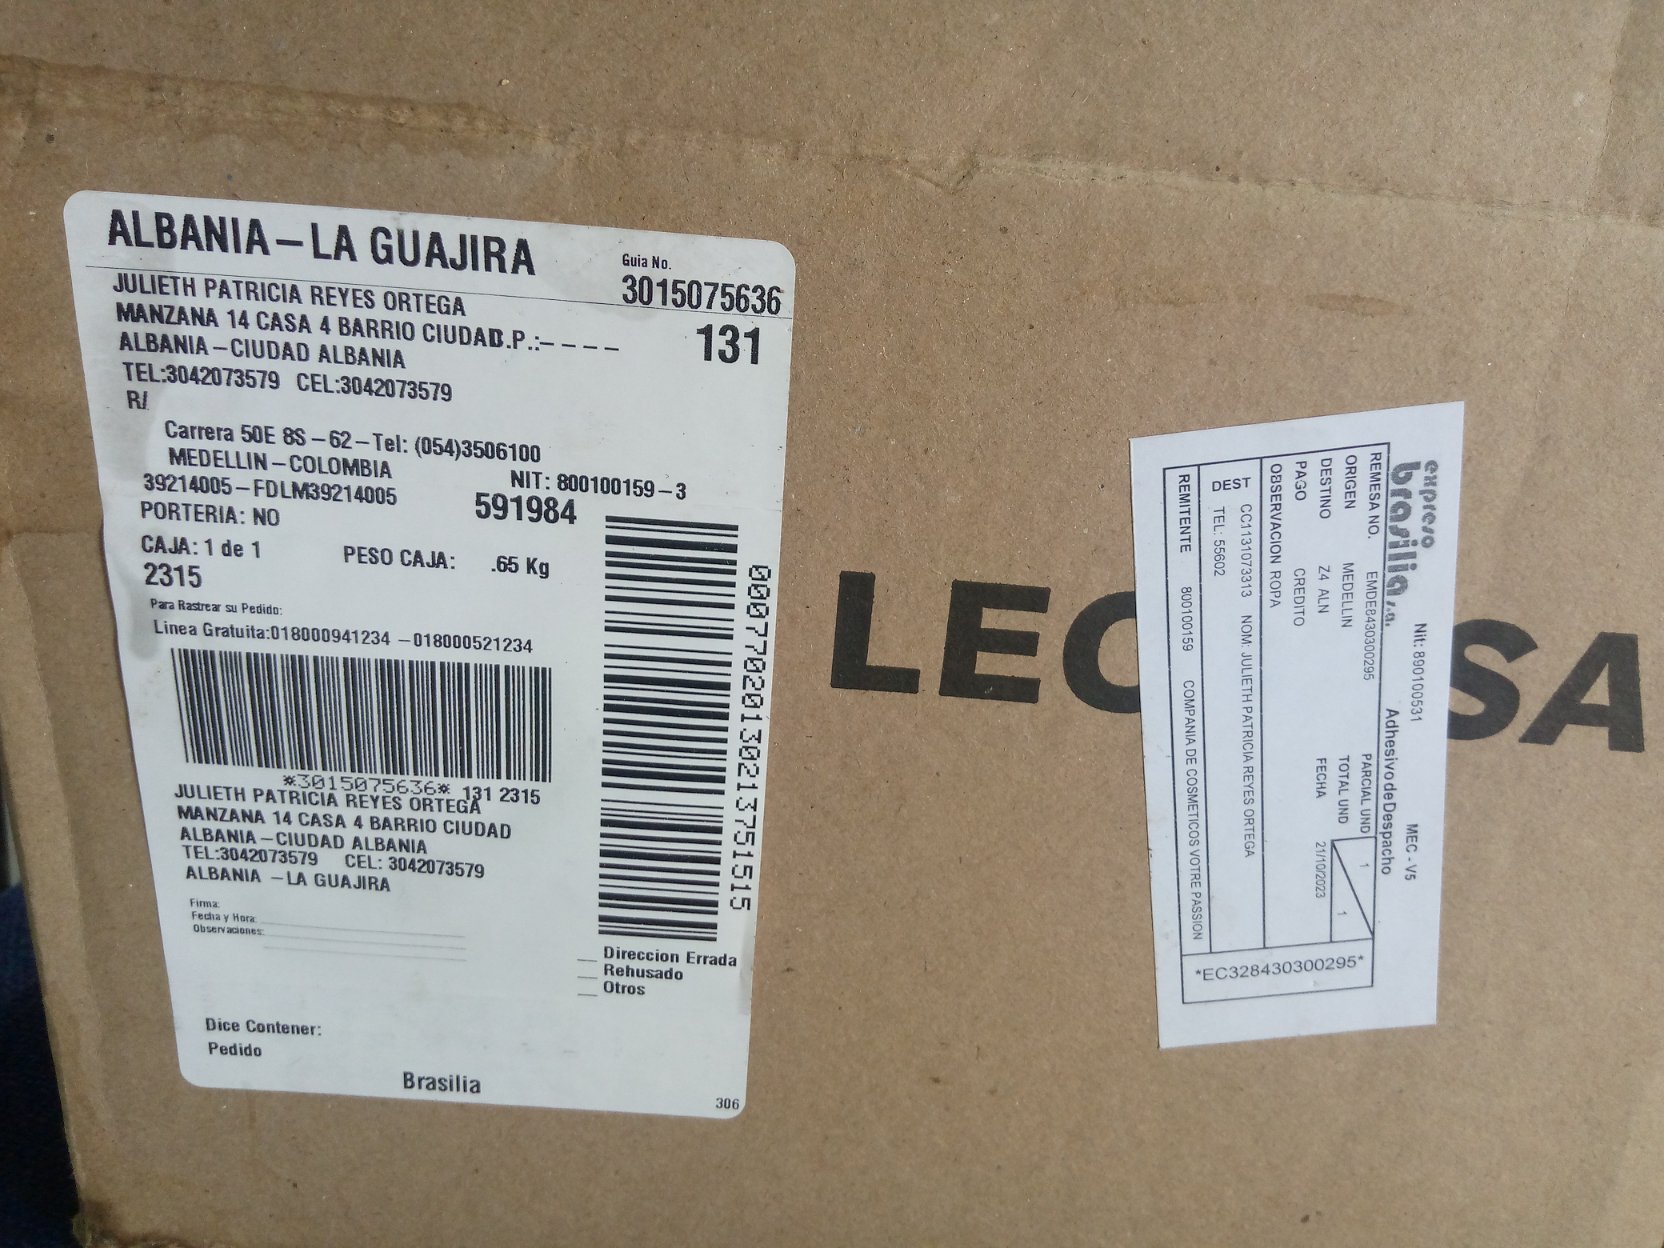 ALBANIA – LA GUAJIRA
Guia No.
3015075636
JULIETH PATRICIA REYES ORTEGA
MANZANA 14 CASA 4 BARRIO CIUDAD.P.:– – – –
131
ALBANIA – CIUDAD ALBANIA
TEL:3042073579 CEL:3042073579
R/
Carrera 50E 8S – 62 – Tel: (054)3506100
MEDELLIN – COLOMBIA
NIT: 800100159 – 3
39214005 – FDLM39214005
591984
PORTERIA: NO
CAJA: 1 de 1
PESO CAJA: .65 Kg
2315
Para Rastrear su Pedido:
Linea Gratuita:018000941234 – 018000521234
00077020130213751515
*3015075636* 131 2315
JULIETH PATRICIA REYES ORTEGA
MANZANA 14 CASA 4 BARRIO CIUDAD
ALBANIA – CIUDAD ALBANIA
TEL:3042073579 CEL: 3042073579
ALBANIA – LA GUAJIRA
Firma:
Fecha y Hora:
Observaciones:
__ Direccion Errada
__ Rehusado
__ Otros
Dice Contener:
Pedido
Brasilia
306
LEO SA
expreso
brasilia s.a.
Nit: 890100531
MEC - V5
Adhesivo de Despacho
REMESA NO. EMDE8430300295 PARCIAL UND 1
ORIGEN MEDELLIN TOTAL UND 1
DESTINO Z4 ALN FECHA 21/10/2023
PAGO CREDITO
OBSERVACION ROPA
DEST CC1131073313 NOM: JULIETH PATRICIA REYES ORTEGA
TEL: 55602
REMITENTE 800100159 COMPANIA DE COSMETICOS VOTRE PASSION
*EC328430300295*